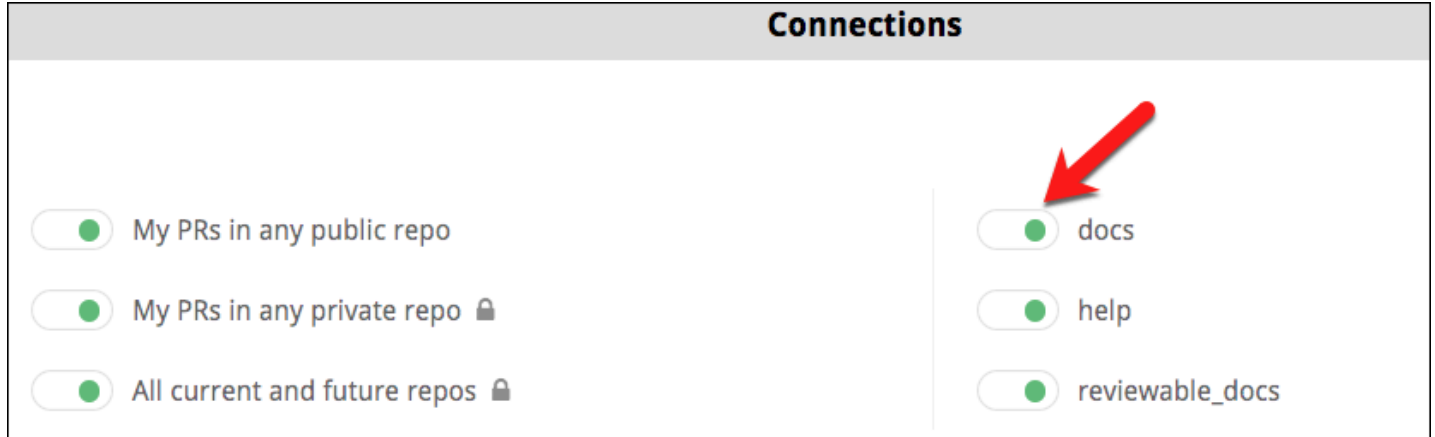 Connections
My PRs in any public repo
My PRs in any private repo
All current and future repos
docs
help
reviewable_docs